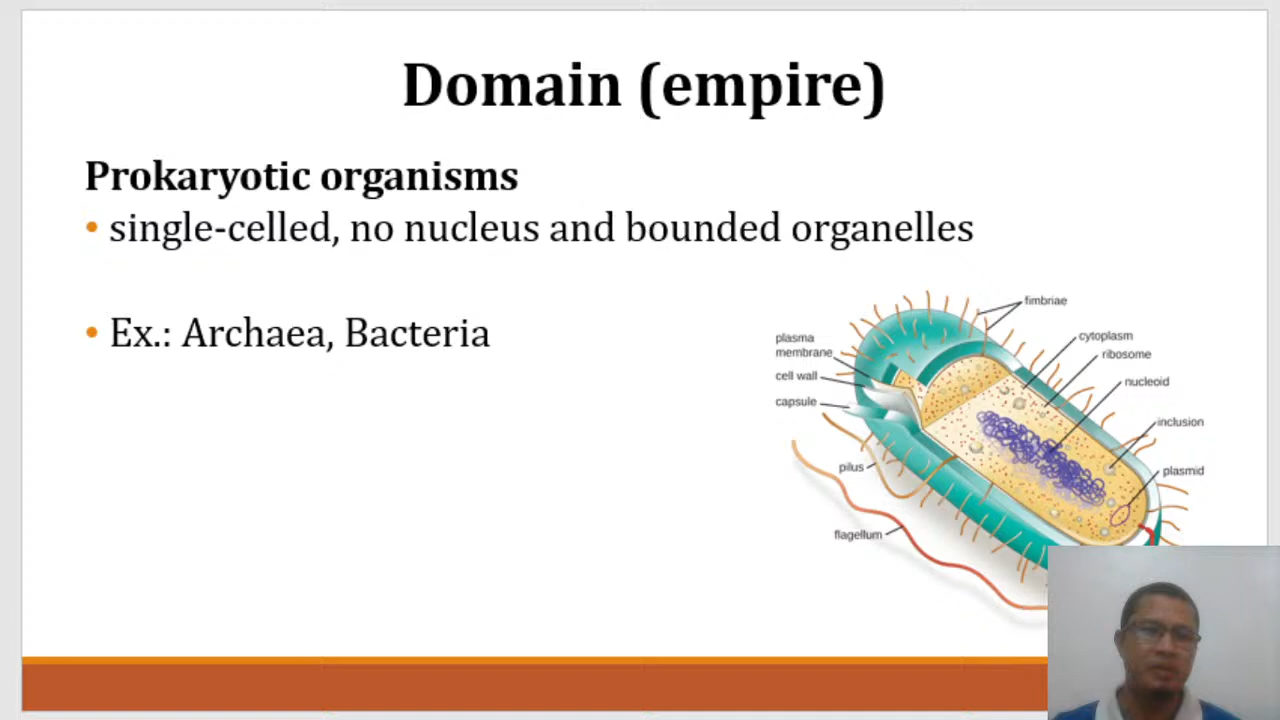 Domain (empire)
Prokaryotic organisms
• single-celled, no nucleus and bounded organelles
• Ex.: Archaea, Bacteria
fimbriae
cytoplasm
ribosome
nucleoid
inclusion
plasmid
plasma
membrane
cell wall
capsule
pilus
flagellum